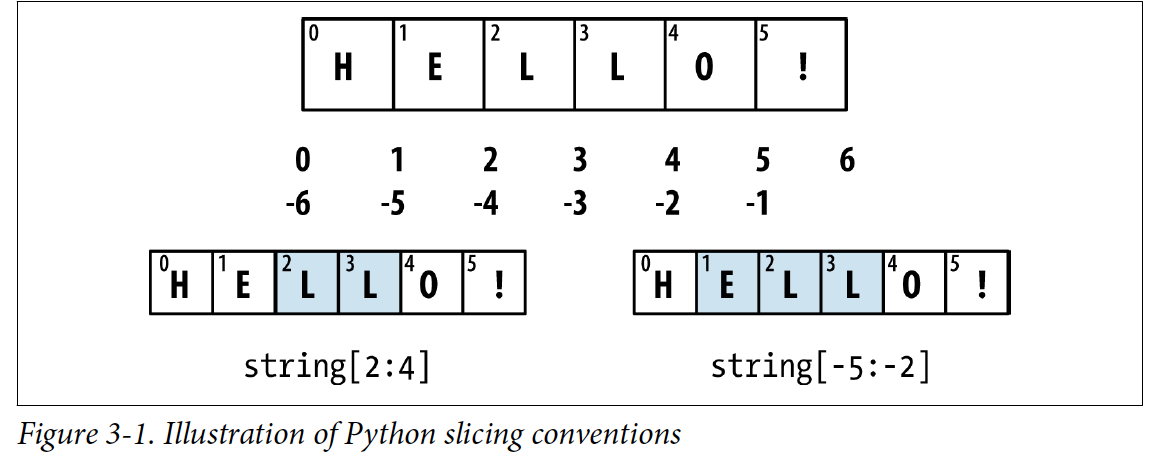 0 1 2 3 4 5
H E L L O !
0 1 2 3 4 5 6
-6 -5 -4 -3 -2 -1
0 1 2 3 4 5
H E L L O !
string[2:4]
0 1 2 3 4 5
H E L L O !
string[-5:-2]
Figure 3-1. Illustration of Python slicing conventions